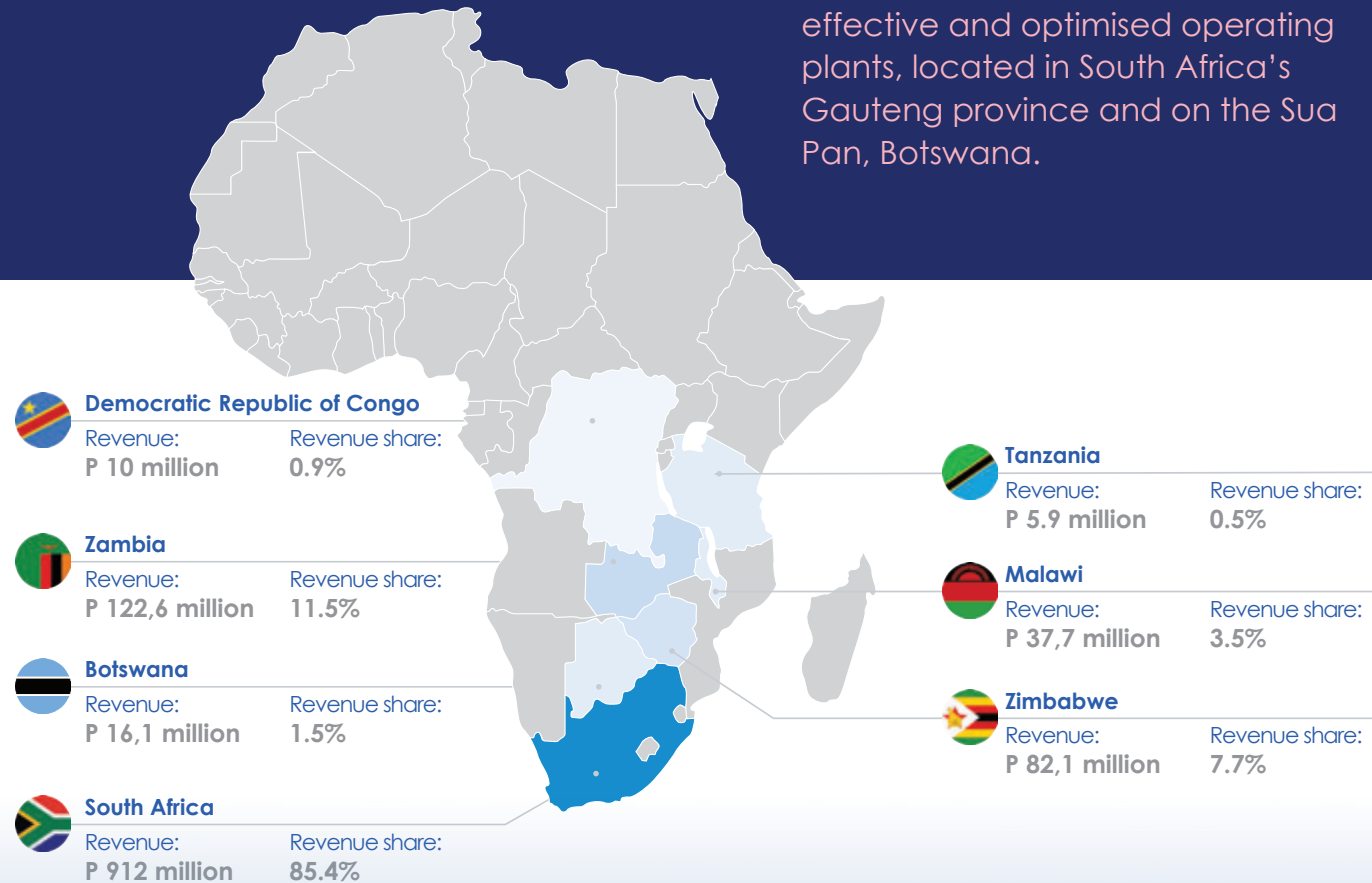 effective and optimised operating
plants, located in South Africa’s
Gauteng province and on the Sua
Pan, Botswana.
Democratic Republic of Congo
Revenue: Revenue share:
P 10 million 0.9%
Zambia
Revenue: Revenue share:
P 122,6 million 11.5%
Botswana
Revenue: Revenue share:
P 16,1 million 1.5%
South Africa
Revenue: Revenue share:
P 912 million 85.4%
Tanzania
Revenue: Revenue share:
P 5.9 million 0.5%
Malawi
Revenue: Revenue share:
P 37,7 million 3.5%
Zimbabwe
Revenue: Revenue share:
P 82,1 million 7.7%